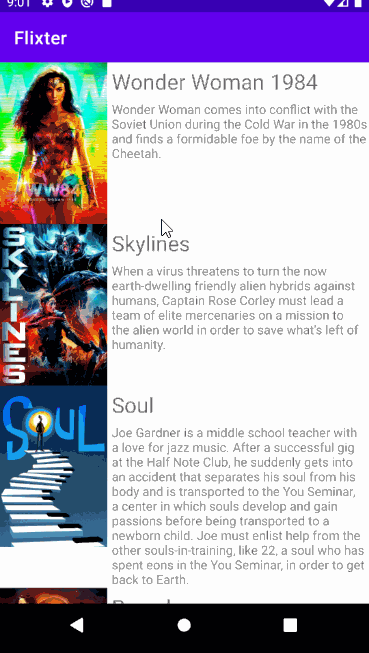 9:01
Flixter
Wonder Woman 1984
Wonder Woman comes into conflict with the
Soviet Union during the Cold War in the 1980s
and finds a formidable foe by the name of the
Cheetah.
WW84
Skylines
When a virus threatens to turn the now
earth-dwelling friendly alien hybrids against
humans, Captain Rose Corley must lead a
team of elite mercenaries on a mission to
the alien world in order to save what's left of
humanity.
SKYLINES
Soul
Joe Gardner is a middle school teacher with
a love for jazz music. After a successful gig
at the Half Note Club, he suddenly gets into
an accident that separates his soul from his
body and is transported to the You Seminar,
a center in which souls develop and gain
passions before being transported to a
newborn child. Joe must enlist help from the
other souls-in-training, like 22, a soul who has
spent eons in the You Seminar, in order to get
back to Earth.
SOUL